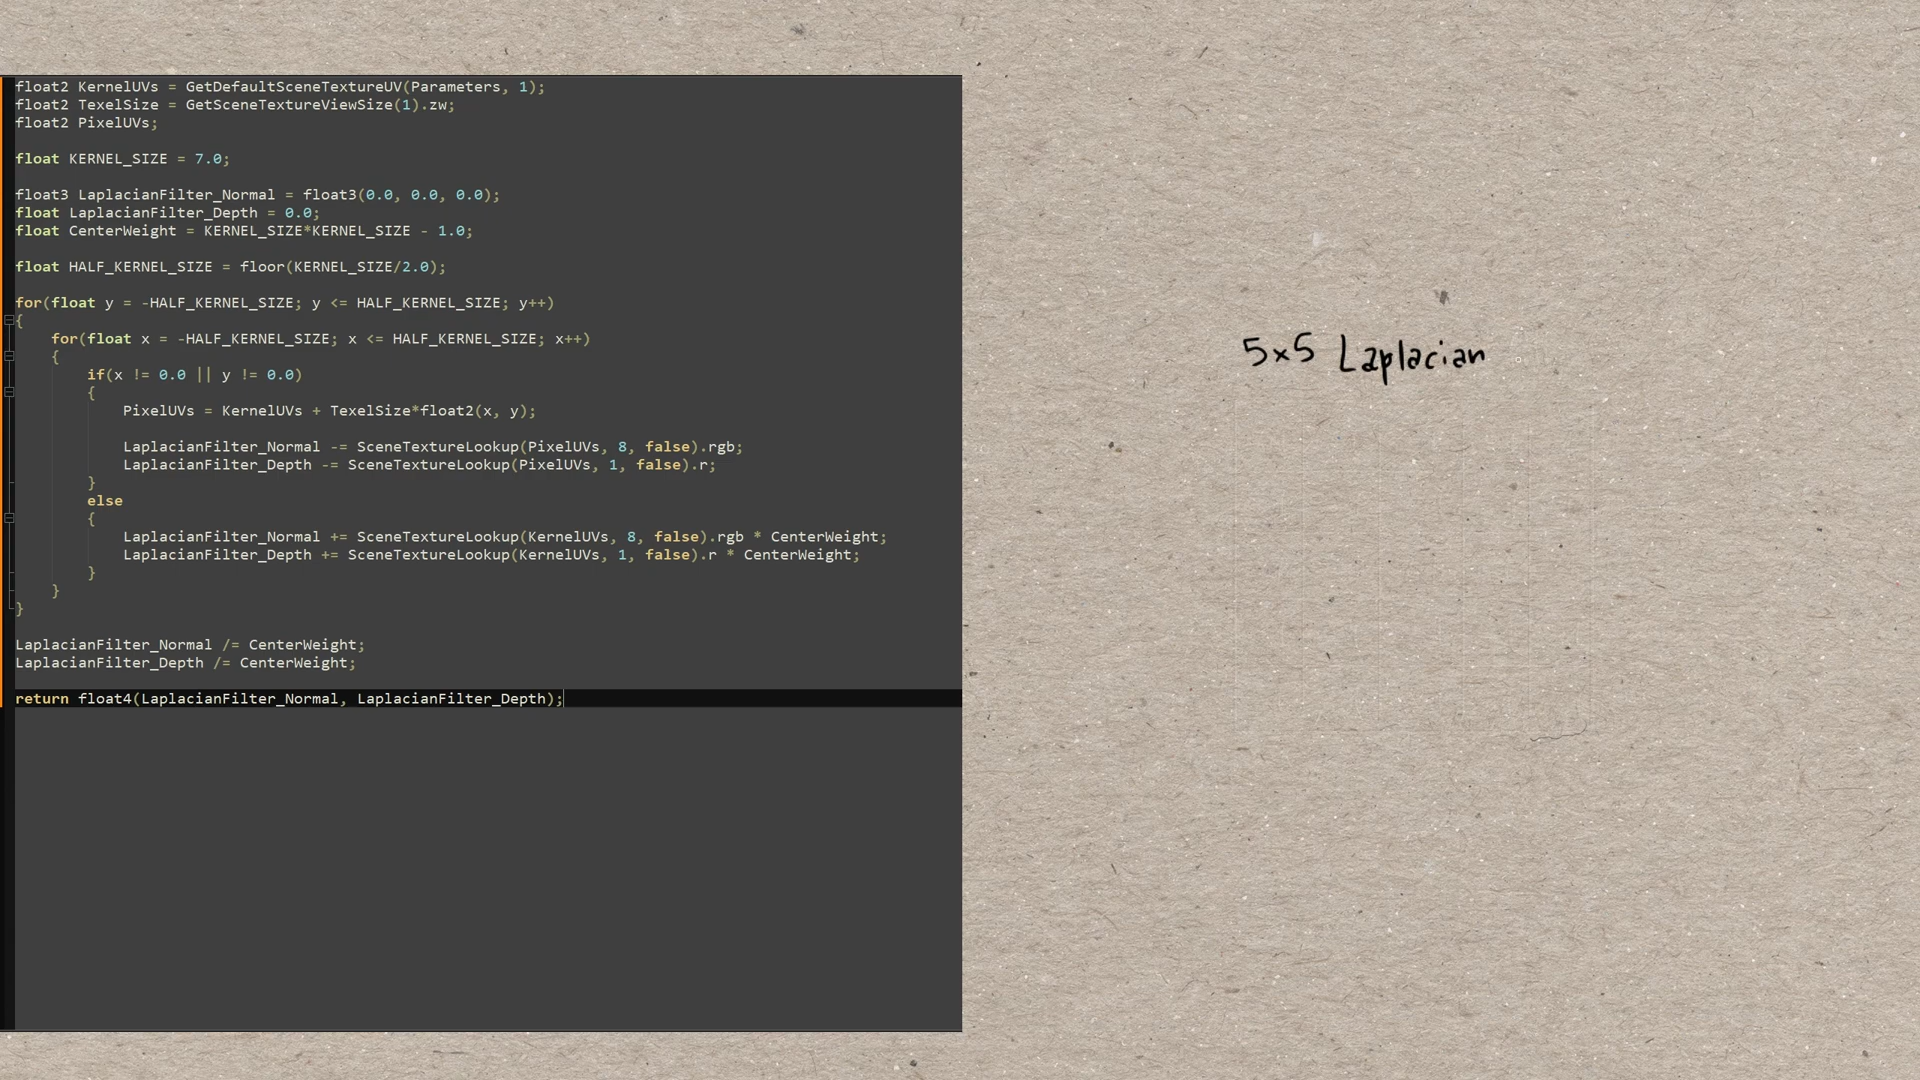 float2 KernelUVs = GetDefaultSceneTextureUV(Parameters, 1);
float2 TexelSize = GetSceneTextureViewSize(1).zw;
float2 PixelUVs;
float KERNEL_SIZE = 7.0;
float3 LaplacianFilter_Normal = float3(0.0, 0.0, 0.0);
float LaplacianFilter_Depth = 0.0;
float CenterWeight = KERNEL_SIZE*KERNEL_SIZE - 1.0;
float HALF_KERNEL_SIZE = floor(KERNEL_SIZE/2.0);
for(float y = -HALF_KERNEL_SIZE; y <= HALF_KERNEL_SIZE; y++)
{
for(float x = -HALF_KERNEL_SIZE; x <= HALF_KERNEL_SIZE; x++)
{
if(x != 0.0 || y != 0.0)
{
PixelUVs = KernelUVs + TexelSize*float2(x, y);
LaplacianFilter_Normal -= SceneTextureLookup(PixelUVs, 8, false).rgb;
LaplacianFilter_Depth -= SceneTextureLookup(PixelUVs, 1, false).r;
}
else
{
LaplacianFilter_Normal += SceneTextureLookup(KernelUVs, 8, false).rgb * CenterWeight;
LaplacianFilter_Depth += SceneTextureLookup(KernelUVs, 1, false).r * CenterWeight;
}
}
}
LaplacianFilter_Normal /= CenterWeight;
LaplacianFilter_Depth /= CenterWeight;
return float4(LaplacianFilter_Normal, LaplacianFilter_Depth);
5x5 Laplacian